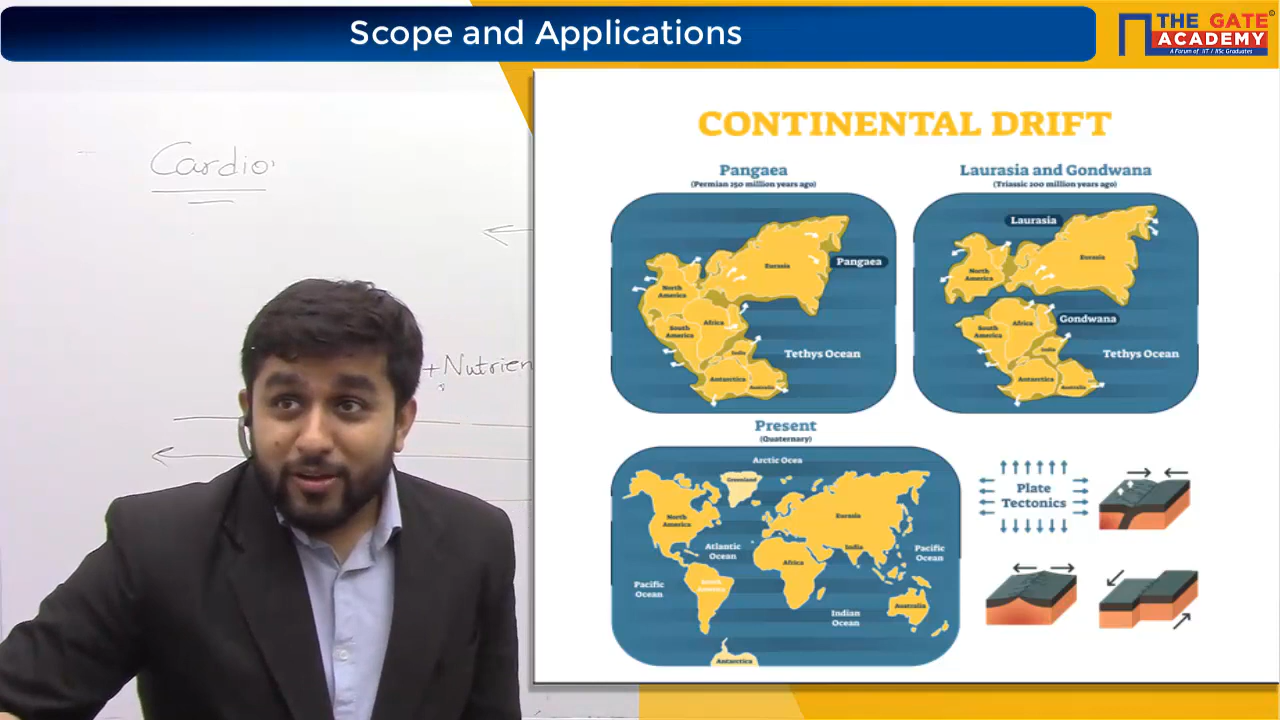 Scope and Applications
THE GATE
ACADEMY
A Forum of IIT / IISc Graduates
©
Cardio
+ Nutrien
CONTINENTAL DRIFT
Pangaea
(Permian 250 million years ago)
Eurasia
Pangaea
North
America
South
America
Africa
India
Tethys Ocean
Antarctica
Australia
Laurasia and Gondwana
(Triassic 200 million years ago)
Laurasia
Eurasia
North
America
Gondwana
South
America
Africa
India
Tethys Ocean
Antarctica
Australia
Present
(Quaternary)
Arctic Ocea
Greenland
North
America
Eurasia
Atlantic
Ocean
India
Pacific
Ocean
Africa
Pacific
Ocean
South
America
Indian
Ocean
Australia
Antarctica
Plate
Tectonics